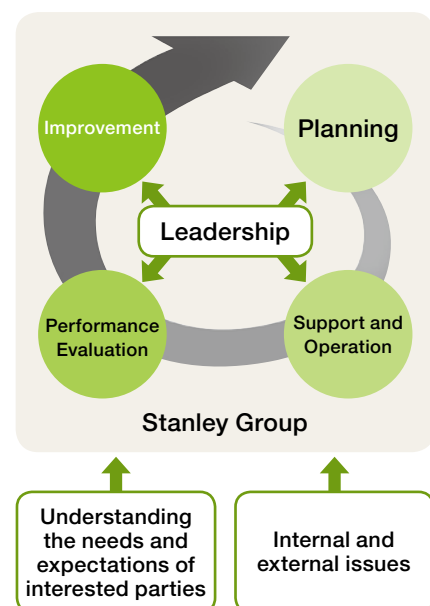 Improvement
Planning
Leadership
Performance
Evaluation
Support and
Operation
Stanley Group
Understanding
the needs and
expectations of
interested parties
Internal and
external issues